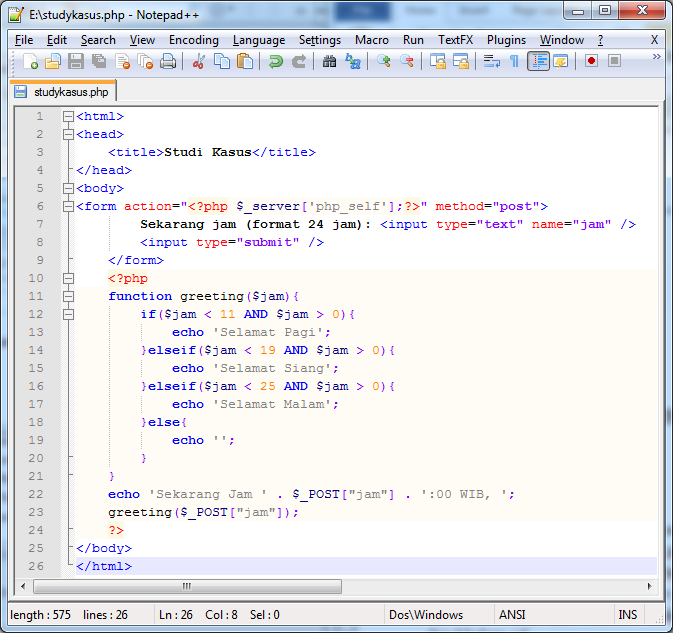 E:\studykasus.php - Notepad++
File Edit Search View Encoding Language Settings Macro Run TextFX Plugins Window ? X
studykasus.php
1 <html>
2 <head>
3 <title>Studi Kasus</title>
4 </head>
5 <body>
6 <form action="<?php $_server['php_self'];?>" method="post">
7 Sekarang jam (format 24 jam): <input type="text" name="jam" />
8 <input type="submit" />
9 </form>
10 <?php
11 function greeting($jam){
12 if($jam < 11 AND $jam > 0){
13 echo 'Selamat Pagi';
14 }elseif($jam < 19 AND $jam > 0){
15 echo 'Selamat Siang';
16 }elseif($jam < 25 AND $jam > 0){
17 echo 'Selamat Malam';
18 }else{
19 echo '';
20 }
21 }
22 echo 'Sekarang Jam ' . $_POST["jam"] . ':00 WIB, ';
23 greeting($_POST["jam"]);
24 ?>
25 </body>
26 </html>
length : 575 lines : 26 Ln : 26 Col : 8 Sel : 0 Dos\Windows ANSI INS